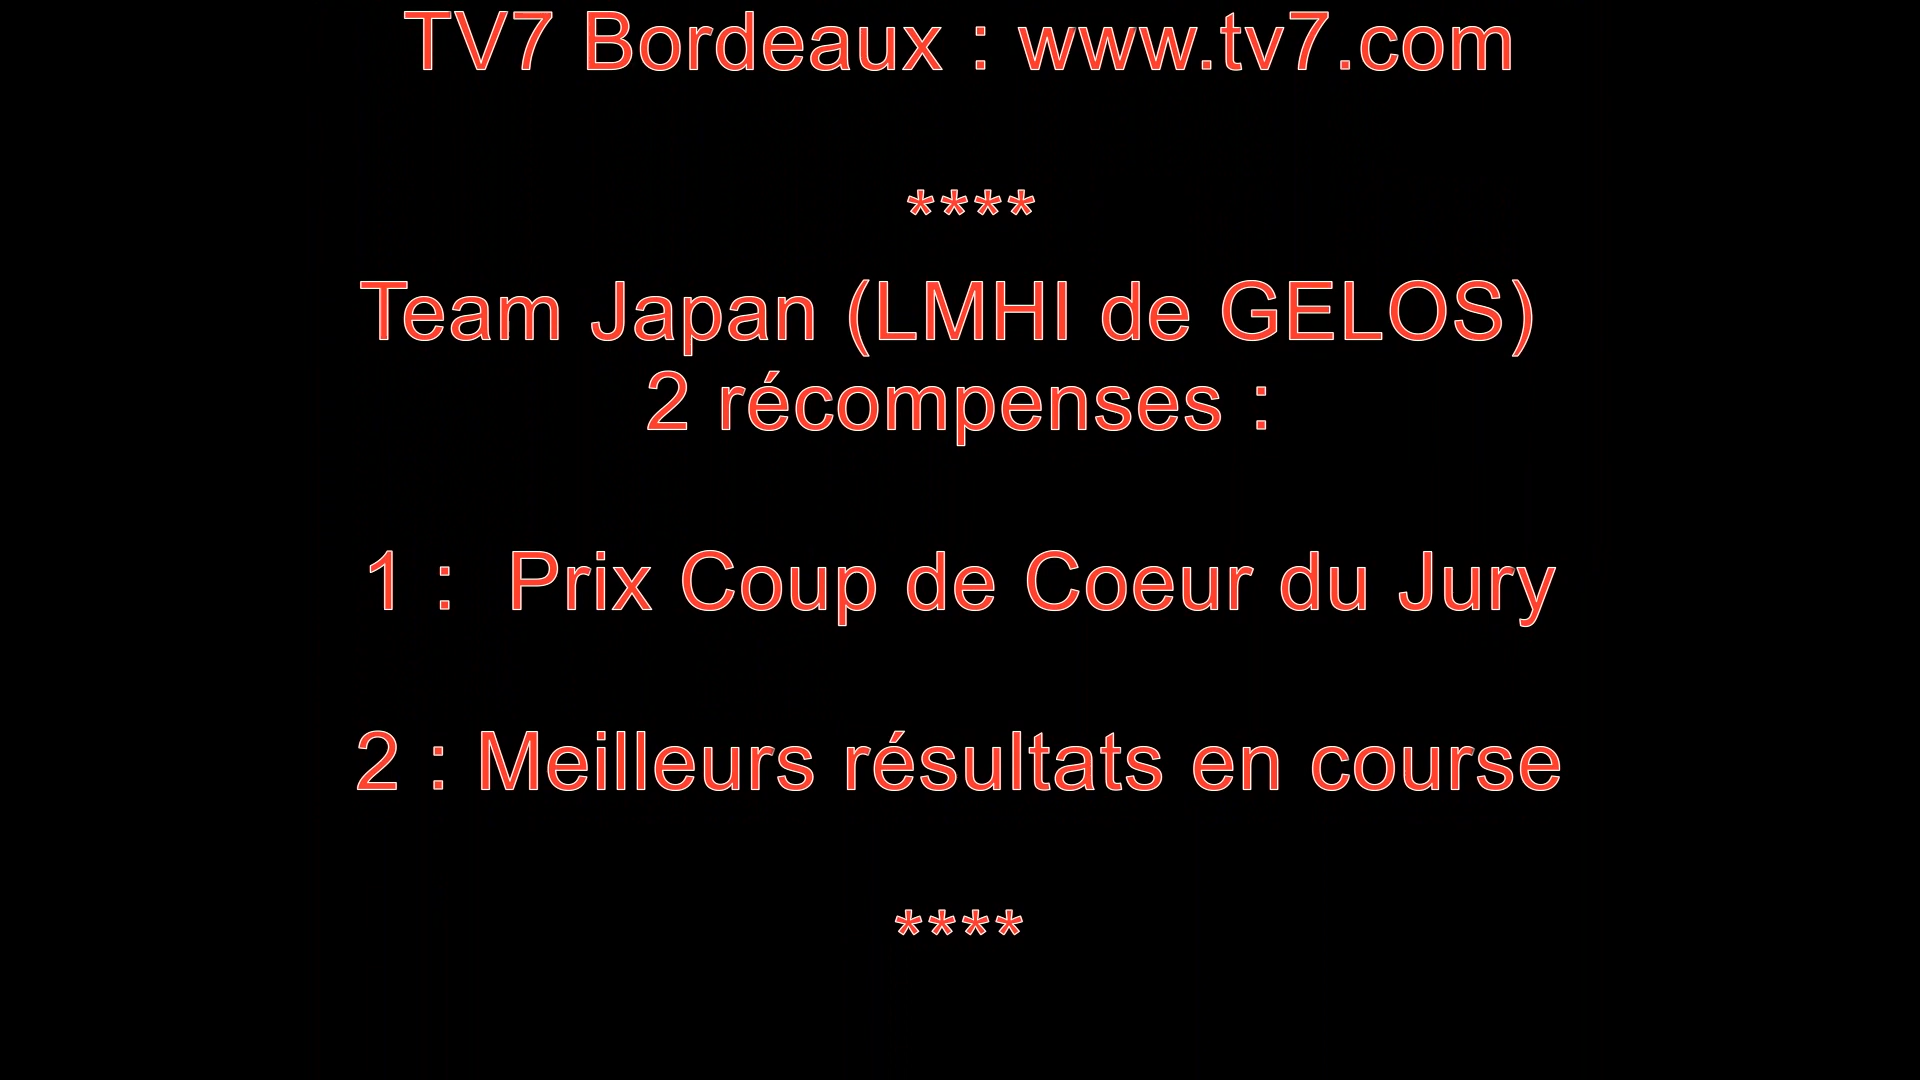 TV7 Bordeaux : www.tv7.com
****
Team Japan (LMHI de GELOS)
2 récompenses :
1 :  Prix Coup de Coeur du Jury
2 : Meilleurs résultats en course
****